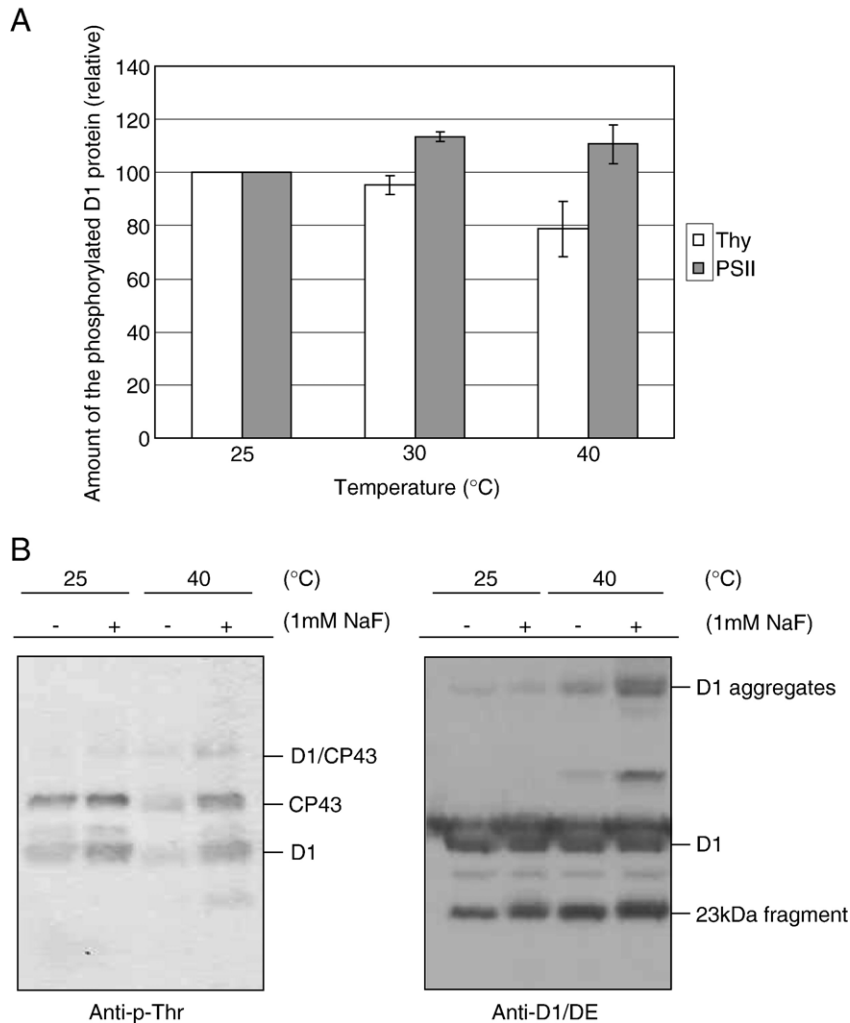 A
Amount of the phosphorylated D1 protein (relative)
140
120
100
80
60
40
20
0
25 30 40
Temperature (°C)
Thy
PSII
B
25 40 (°C)
- + - + (1mM NaF)
D1/CP43
CP43
D1
Anti-p-Thr
25 40 (°C)
- + - + (1mM NaF)
D1 aggregates
D1
23kDa fragment
Anti-D1/DE